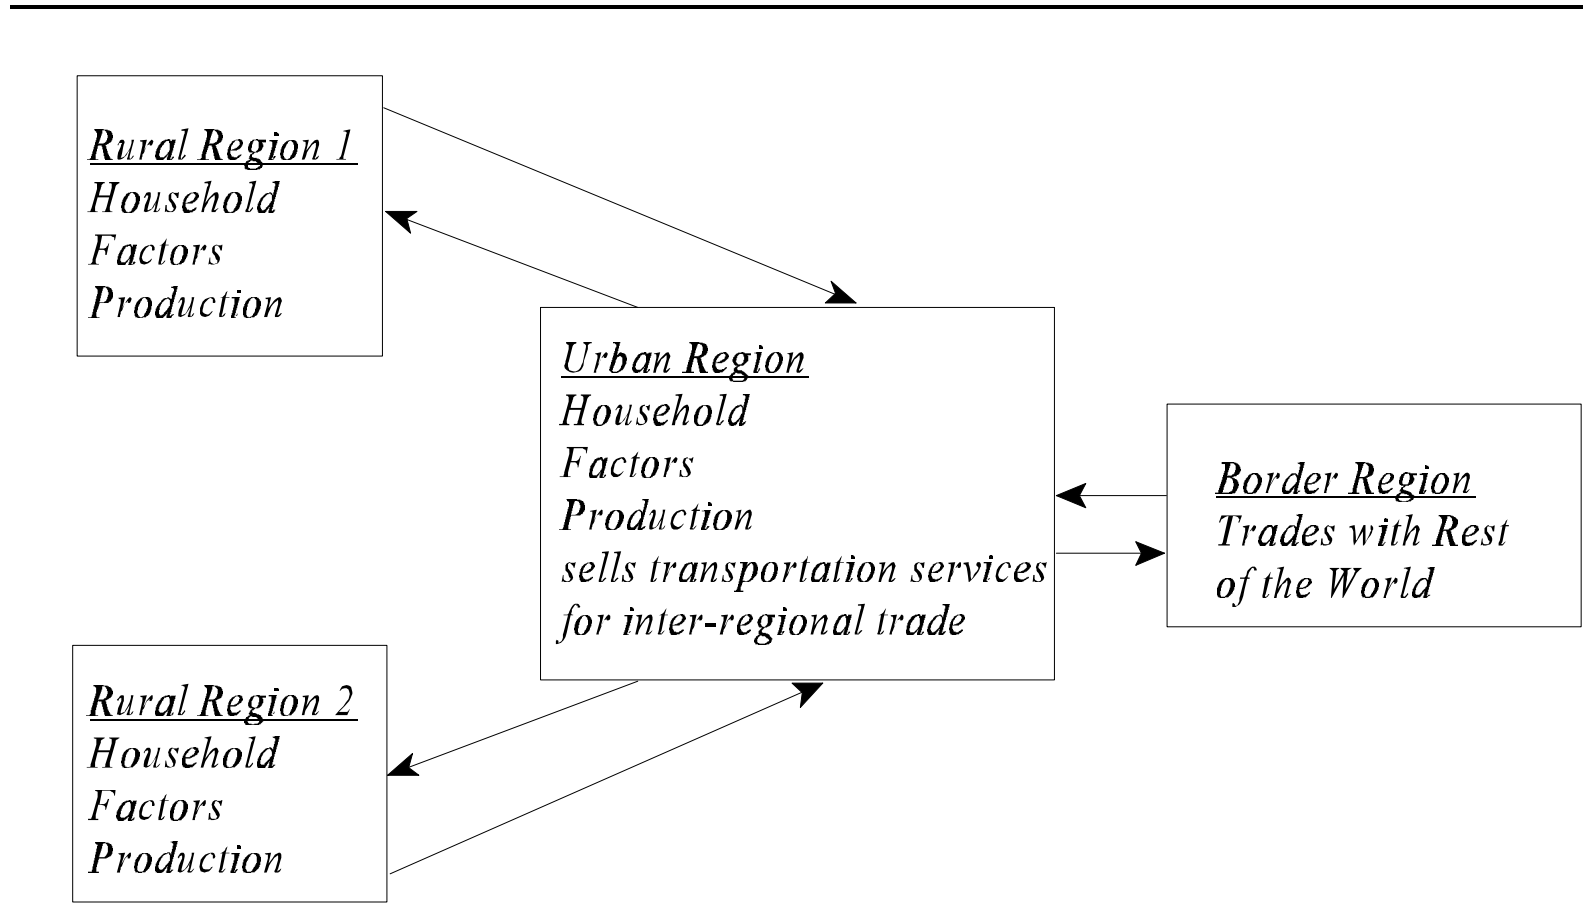 Rural Region 1
Household
Factors
Production
Urban Region
Household
Factors
Production
sells transportation services
for inter-regional trade
Border Region
Trades with Rest
of the World
Rural Region 2
Household
Factors
Production